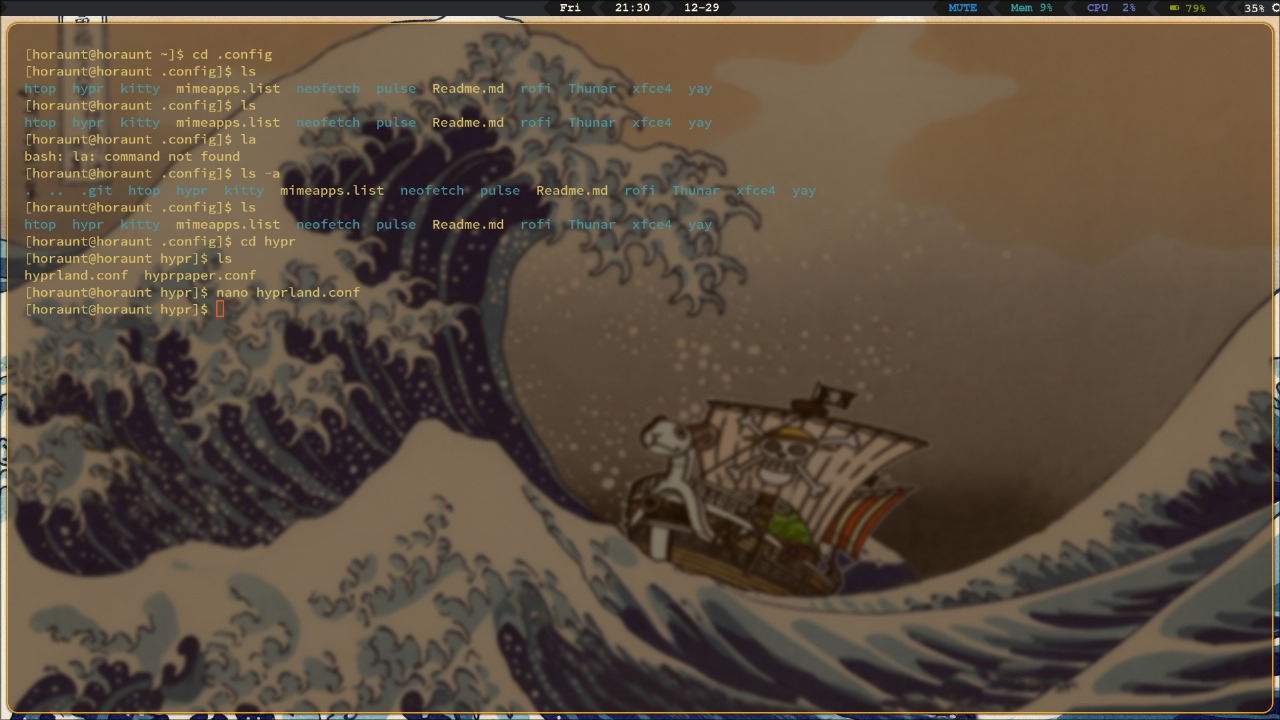 Fri 21:30 12-29 MUTE Mem 9% CPU 2% 79% 35%
[horaunt@horaunt ~]$ cd .config
[horaunt@horaunt .config]$ ls
htop hypr kitty mimeapps.list neofetch pulse Readme.md rofi Thunar xfce4 yay
[horaunt@horaunt .config]$ ls
htop hypr kitty mimeapps.list neofetch pulse Readme.md rofi Thunar xfce4 yay
[horaunt@horaunt .config]$ la
bash: la: command not found
[horaunt@horaunt .config]$ ls -a
. .. .git htop hypr kitty mimeapps.list neofetch pulse Readme.md rofi Thunar xfce4 yay
[horaunt@horaunt .config]$ ls
htop hypr kitty mimeapps.list neofetch pulse Readme.md rofi Thunar xfce4 yay
[horaunt@horaunt .config]$ cd hypr
[horaunt@horaunt hypr]$ ls
hyprland.conf hyprpaper.conf
[horaunt@horaunt hypr]$ nano hyprland.conf
[horaunt@horaunt hypr]$